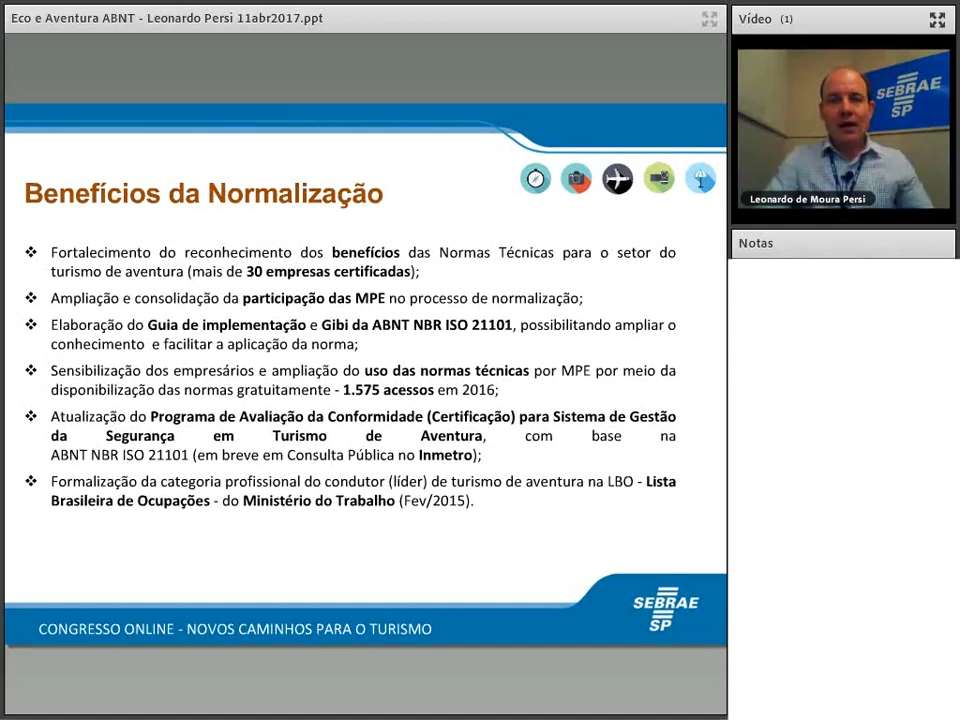 Eco e Aventura ABNT - Leonardo Persi 11abr2017.ppt
Vídeo (1)
SEBRAE
SP
Leonardo de Moura Persi
Notas
Benefícios da Normalização
Fortalecimento do reconhecimento dos benefícios das Normas Técnicas para o setor do
turismo de aventura (mais de 30 empresas certificadas);
Ampliação e consolidação da participação das MPE no processo de normalização;
Elaboração do Guia de implementação e Gibi da ABNT NBR ISO 21101, possibilitando ampliar o
conhecimento e facilitar a aplicação da norma;
Sensibilização dos empresários e ampliação do uso das normas técnicas por MPE por meio da
disponibilização das normas gratuitamente - 1.575 acessos em 2016;
Atualização do Programa de Avaliação da Conformidade (Certificação) para Sistema de Gestão
da Segurança em Turismo de Aventura, com base na
ABNT NBR ISO 21101 (em breve em Consulta Pública no Inmetro);
Formalização da categoria profissional do condutor (líder) de turismo de aventura na LBO - Lista
Brasileira de Ocupações - do Ministério do Trabalho (Fev/2015).
SEBRAE
SP
CONGRESSO ONLINE - NOVOS CAMINHOS PARA O TURISMO